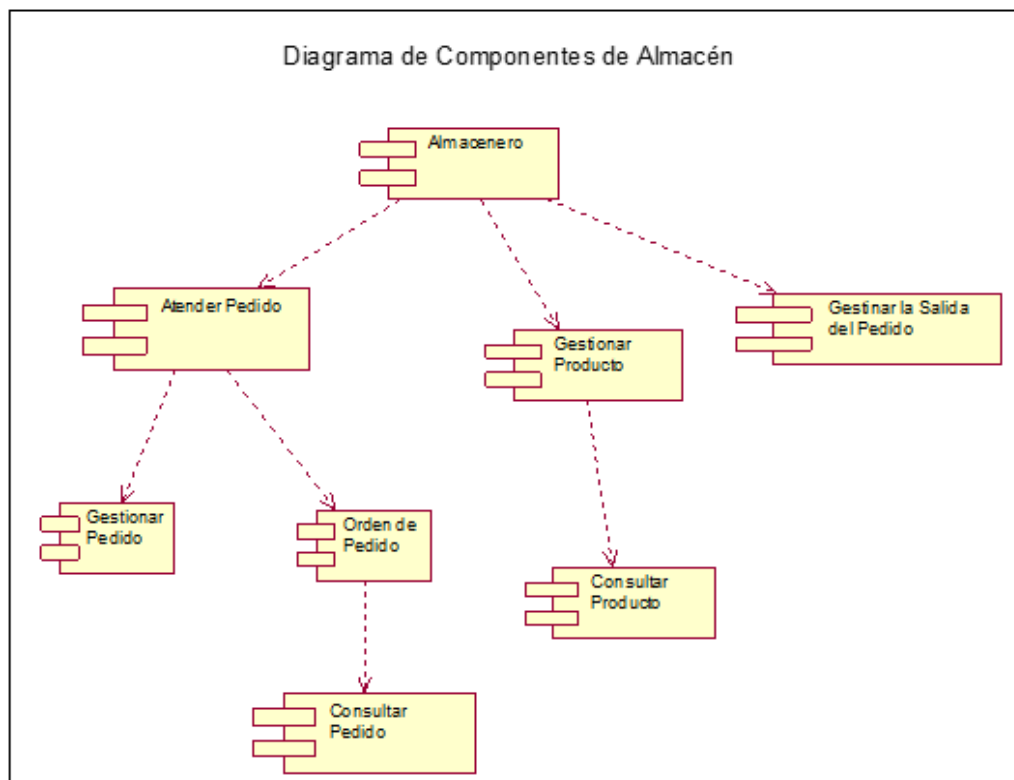 Diagrama de Componentes de Almacén
Almacenero
Atender Pedido
Gestinar la Salida
del Pedido
Gestionar
Producto
Gestionar
Pedido
Orden de
Pedido
Consultar
Producto
Consultar
Pedido